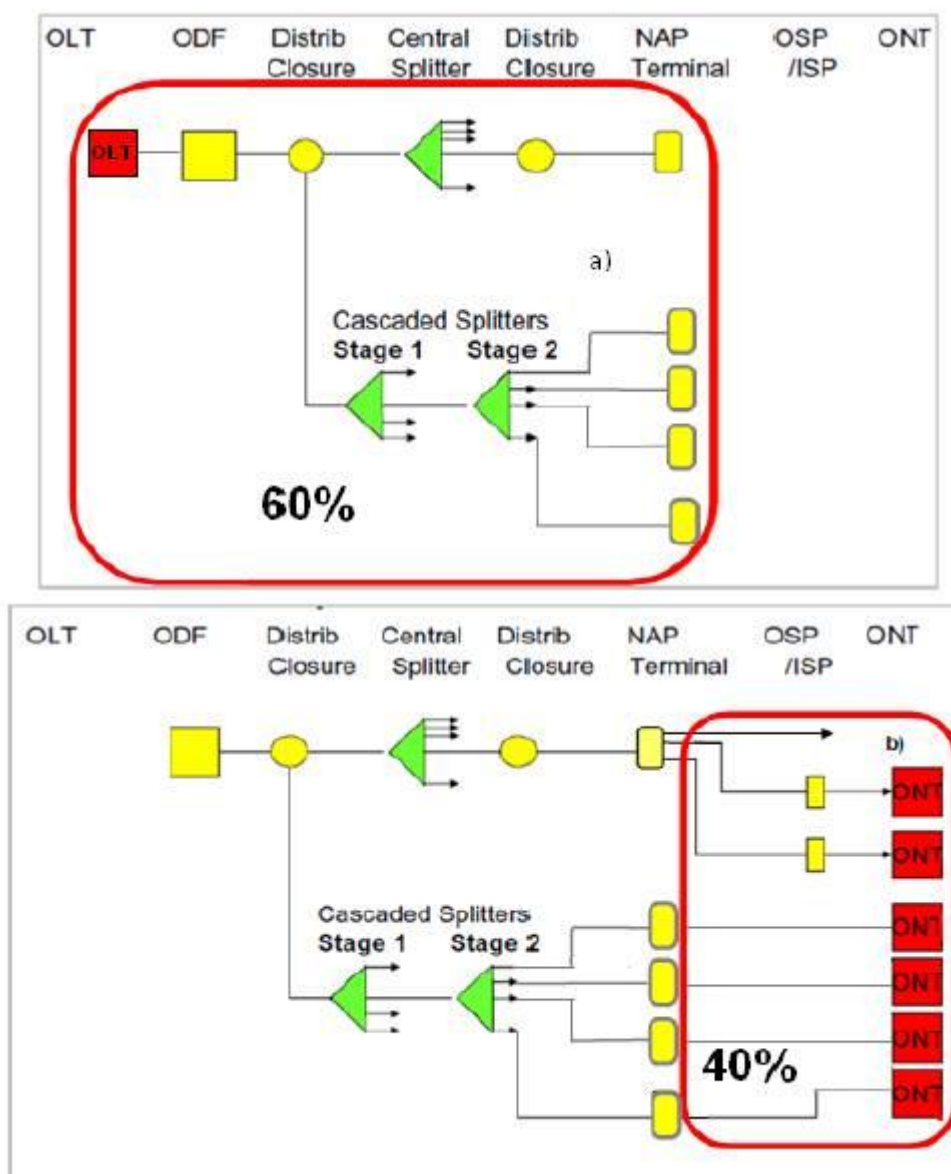 OLT ODF Distrib Central Distrib NAP OSP ONT
Closure Splitter Closure Terminal /ISP
OLT
a)
Cascaded Splitters
Stage 1 Stage 2
60%
OLT ODF Distrib Central Distrib NAP OSP ONT
Closure Splitter Closure Terminal /ISP
b)
ONT
ONT
Cascaded Splitters
Stage 1 Stage 2
ONT
ONT
ONT
40%
ONT